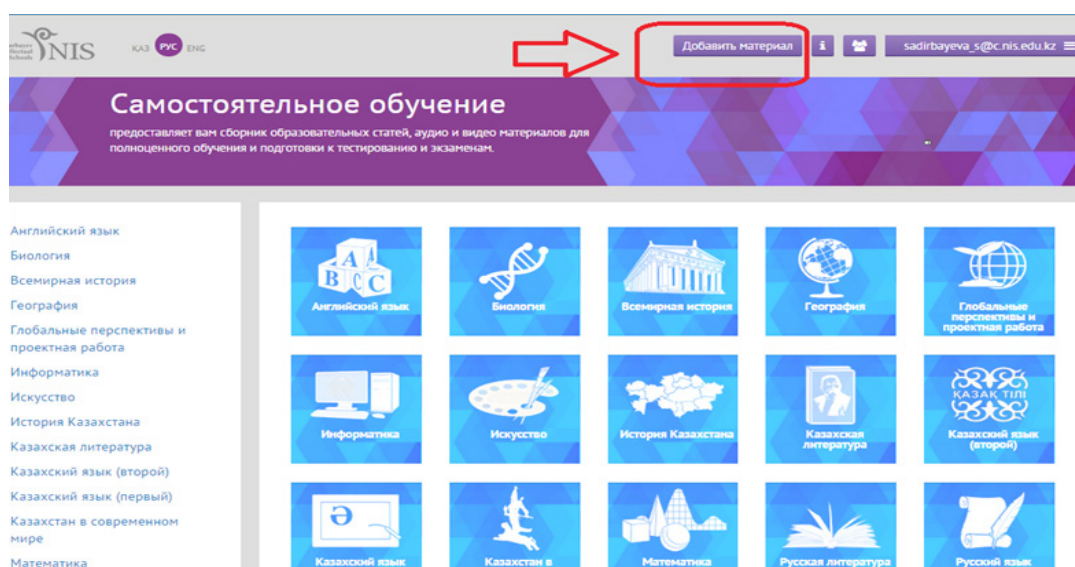 NIS
ҚАЗ РУС ENG
Добавить материал
i
sadirbayeva_s@c.nis.edu.kz
Самостоятельное обучение
предоставляет вам сборник образовательных статей, аудио и видео материалов для
полноценного обучения и подготовки к тестированию и экзаменам.
Английский язык
Биология
Всемирная история
География
Глобальные перспективы и
проектная работа
Информатика
Искусство
История Казахстана
Казахская литература
Казахский язык (второй)
Казахский язык (первый)
Казахстан в современном
мире
Математика
A
B C C
Английский язык
Биология
Всемирная история
География
Глобальные
перспективы и
проектная работа
Информатика
Искусство
История Казахстана
Казахская
литература
ҚАЗАҚ ТІЛІ
Казахский язык
(второй)
Ә
Казахский язык
Казахстан в
Математика
Русская литература
Русский язык